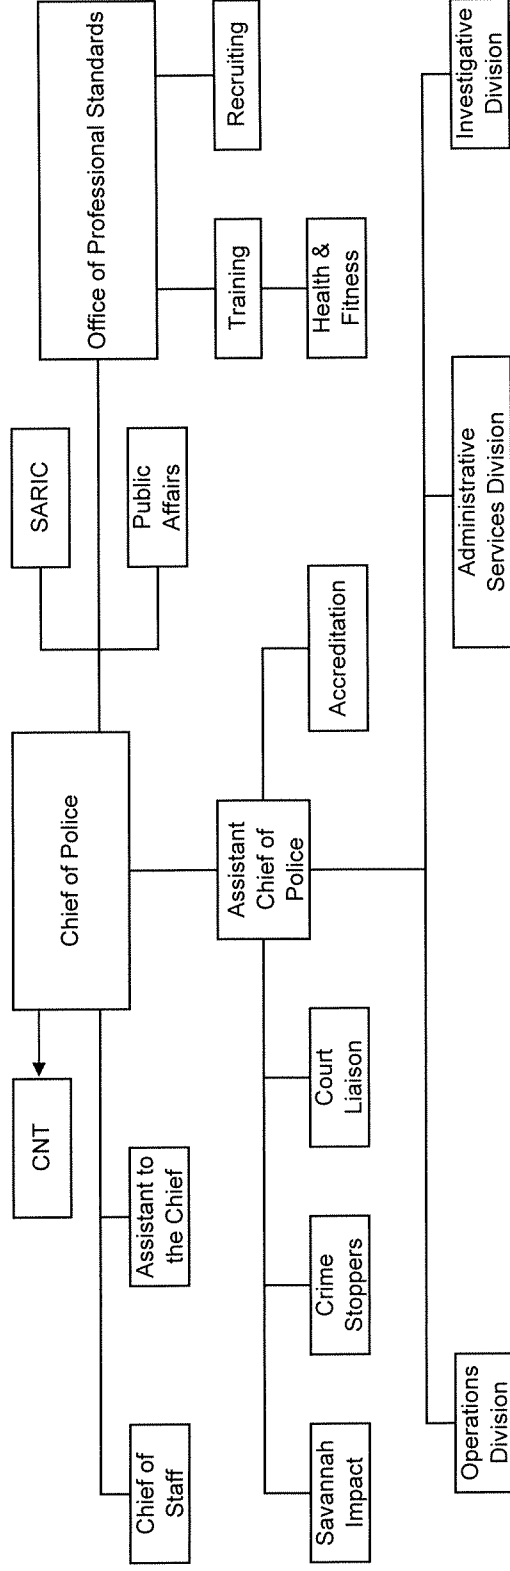 CNT
Chief of Police
SARIC
Office of Professional Standards
Chief of
Staff
Assistant to
the Chief
Public
Affairs
Assistant
Chief of
Police
Training
Recruiting
Savannah
Impact
Crime
Stoppers
Court
Liaison
Accreditation
Health &
Fitness
Operations
Division
Administrative
Services Division
Investigative
Division